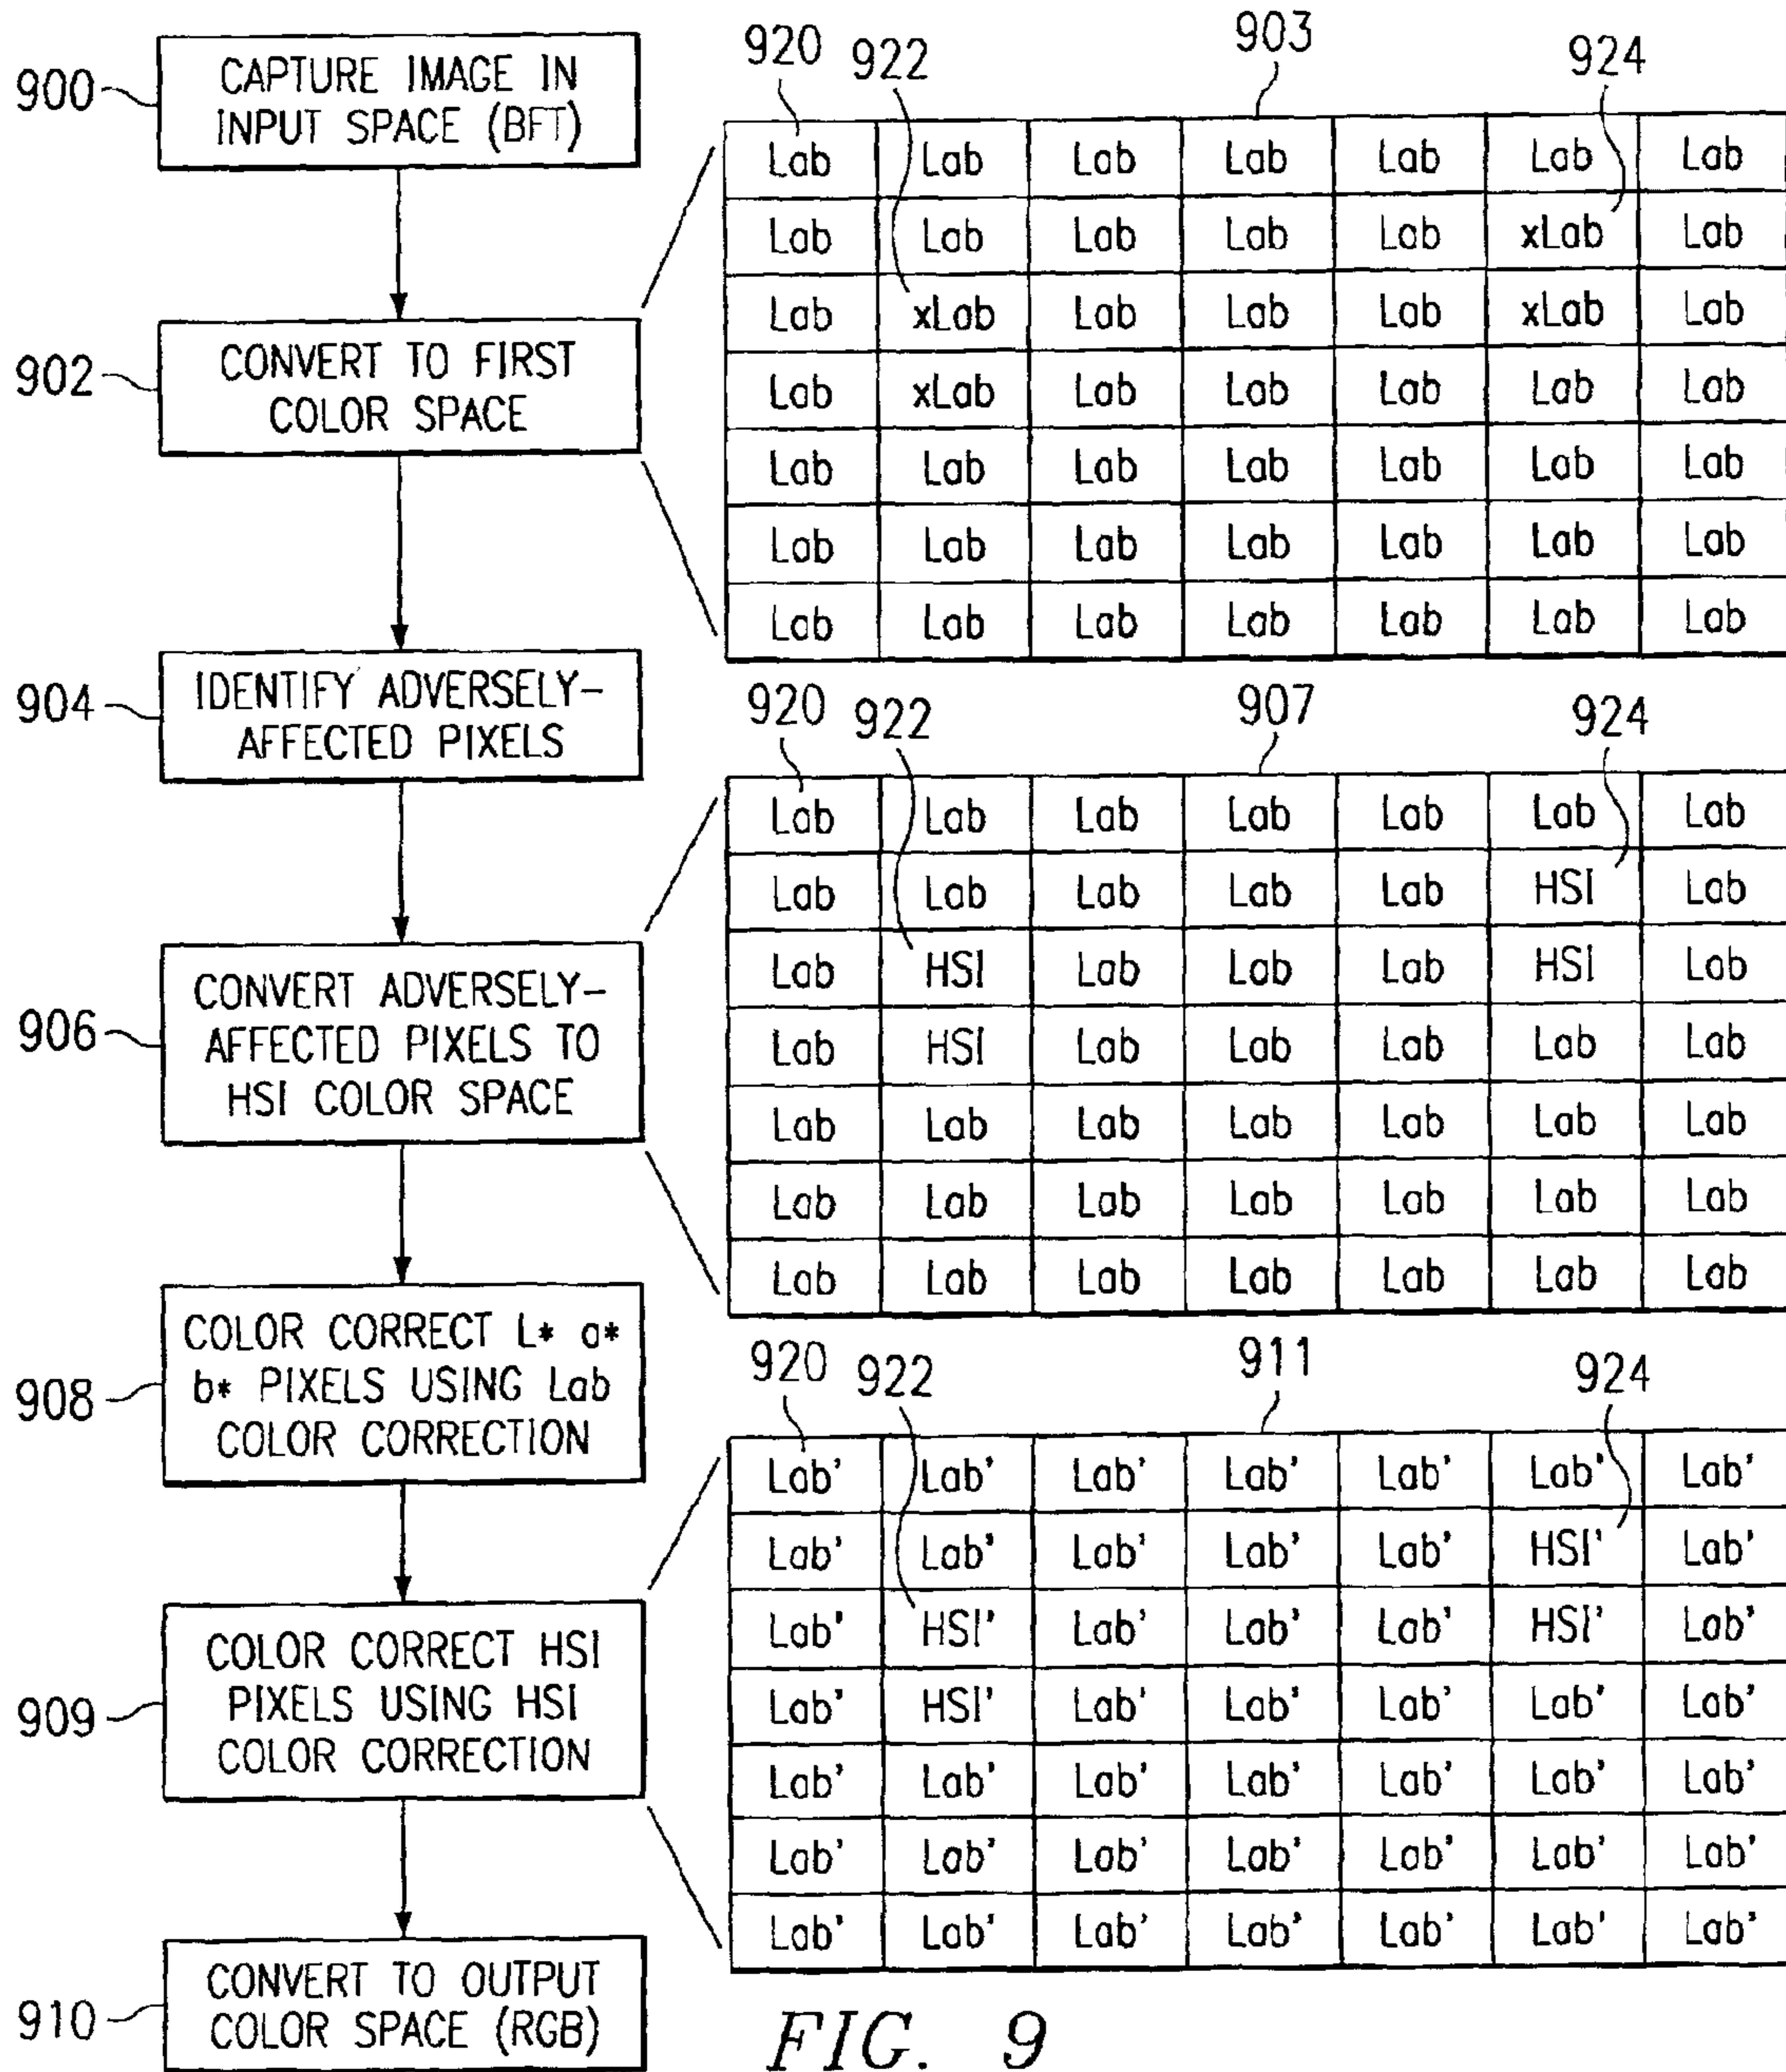 900
CAPTURE IMAGE IN
INPUT SPACE (BFT)
902
CONVERT TO FIRST
COLOR SPACE
904
IDENTIFY ADVERSELY-
AFFECTED PIXELS
906
CONVERT ADVERSELY-
AFFECTED PIXELS TO
HSI COLOR SPACE
908
COLOR CORRECT L* a*
b* PIXELS USING Lab
COLOR CORRECTION
909
COLOR CORRECT HSI
PIXELS USING HSI
COLOR CORRECTION
910
CONVERT TO OUTPUT
COLOR SPACE (RGB)
920 922 903 924
Lab Lab Lab Lab Lab Lab Lab
Lab Lab Lab Lab Lab xLab Lab
Lab xLab Lab Lab Lab xLab Lab
Lab xLab Lab Lab Lab Lab Lab
Lab Lab Lab Lab Lab Lab Lab
Lab Lab Lab Lab Lab Lab Lab
Lab Lab Lab Lab Lab Lab Lab
920 922 907 924
Lab Lab Lab Lab Lab Lab Lab
Lab Lab Lab Lab Lab HSI Lab
Lab HSI Lab Lab Lab HSI Lab
Lab HSI Lab Lab Lab Lab Lab
Lab Lab Lab Lab Lab Lab Lab
Lab Lab Lab Lab Lab Lab Lab
Lab Lab Lab Lab Lab Lab Lab
920 922 911 924
Lab' Lab' Lab' Lab' Lab' Lab' Lab'
Lab' Lab' Lab' Lab' Lab' HSI' Lab'
Lab' HSI' Lab' Lab' Lab' HSI' Lab'
Lab' HSI' Lab' Lab' Lab' Lab' Lab'
Lab' Lab' Lab' Lab' Lab' Lab' Lab'
Lab' Lab' Lab' Lab' Lab' Lab' Lab'
Lab' Lab' Lab' Lab' Lab' Lab' Lab'
FIG. 9